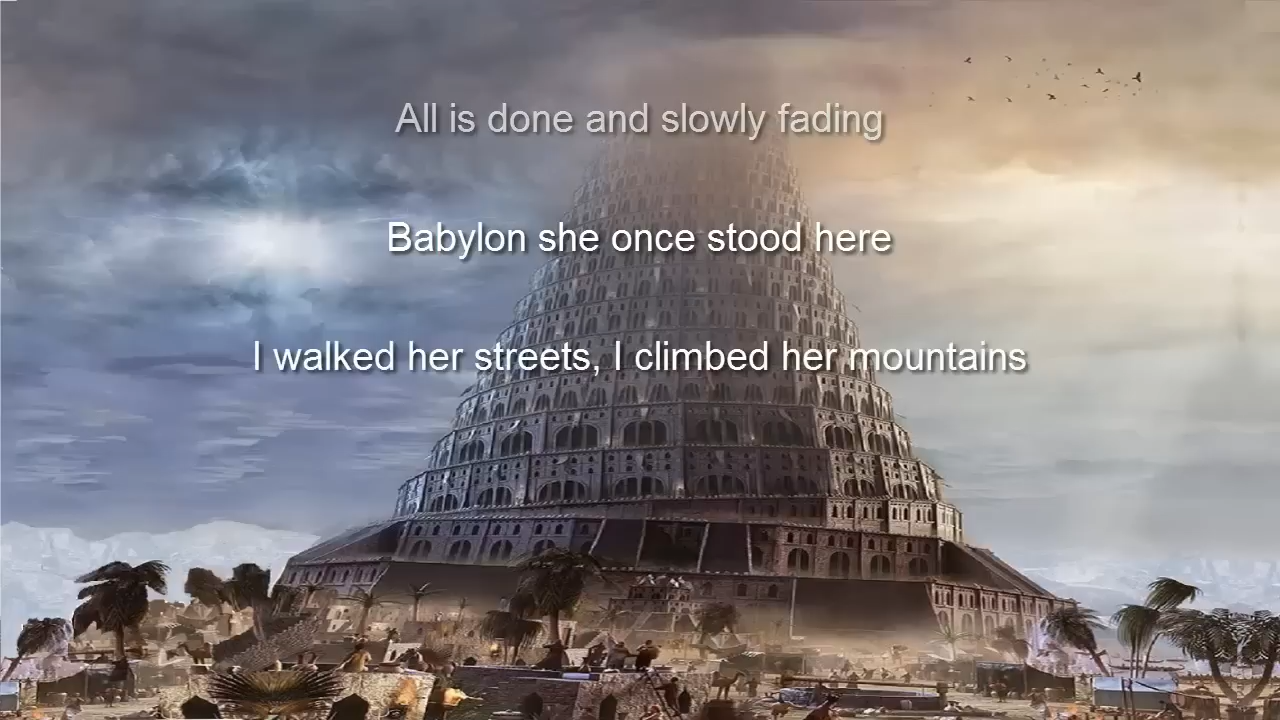 All is done and slowly fading
Babylon she once stood here
I walked her streets, I climbed her mountains